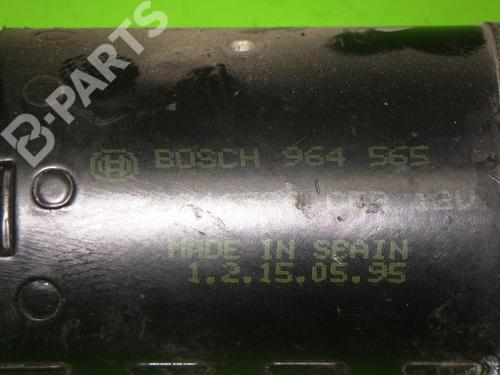 B-PARTS
BOSCH 964 565
12V
MADE IN SPAIN
1.2.15.05.95